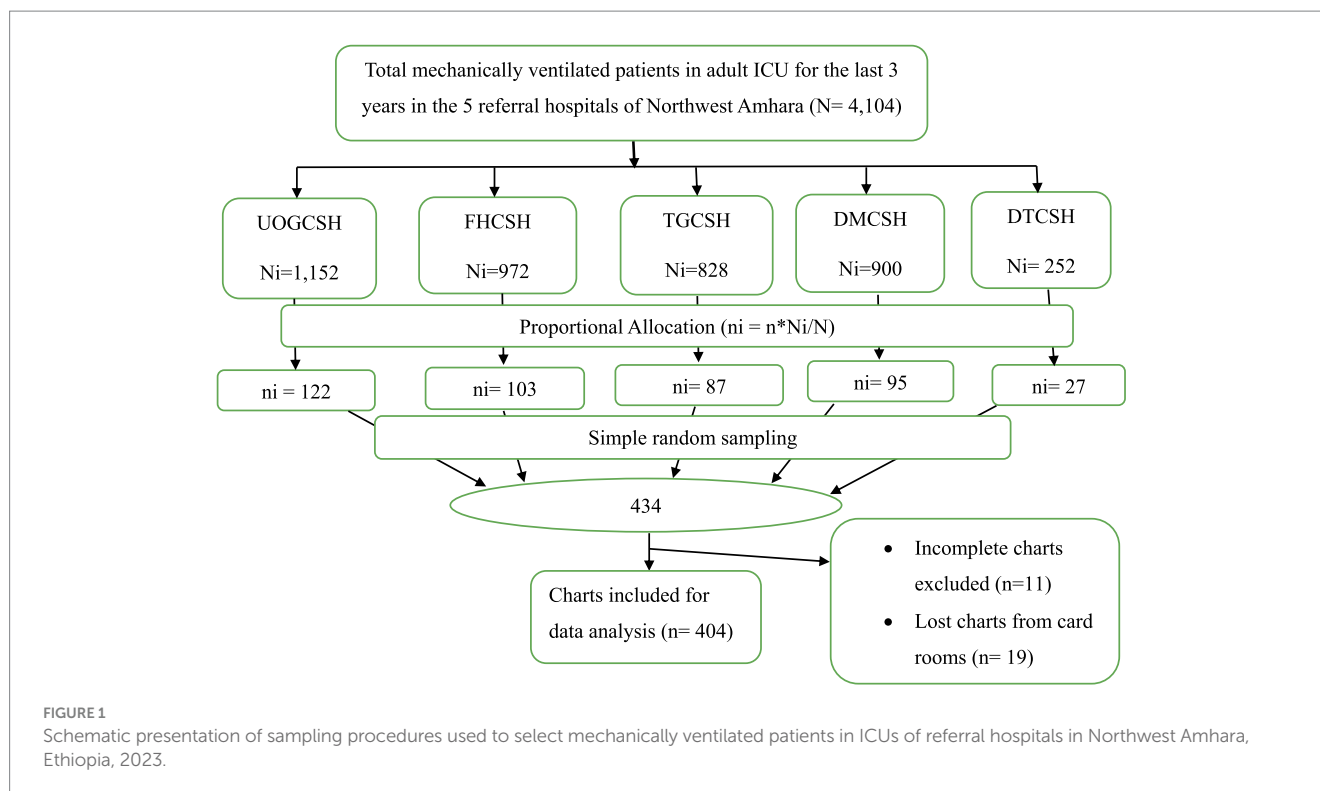 Total mechanically ventilated patients in adult ICU for the last 3
years in the 5 referral hospitals of Northwest Amhara (N= 4,104)
UOGCSH
Ni=1,152
FHCSH
Ni=972
TGCSH
Ni=828
DMCSH
Ni=900
DTCSH
Ni= 252
Proportional Allocation (ni = n*Ni/N)
ni = 122
ni= 103
ni= 87
ni= 95
ni= 27
Simple random sampling
434
Charts included for
data analysis (n= 404)
• Incomplete charts
excluded (n=11)
• Lost charts from card
rooms (n= 19)
FIGURE 1
Schematic presentation of sampling procedures used to select mechanically ventilated patients in ICUs of referral hospitals in Northwest Amhara,
Ethiopia, 2023.